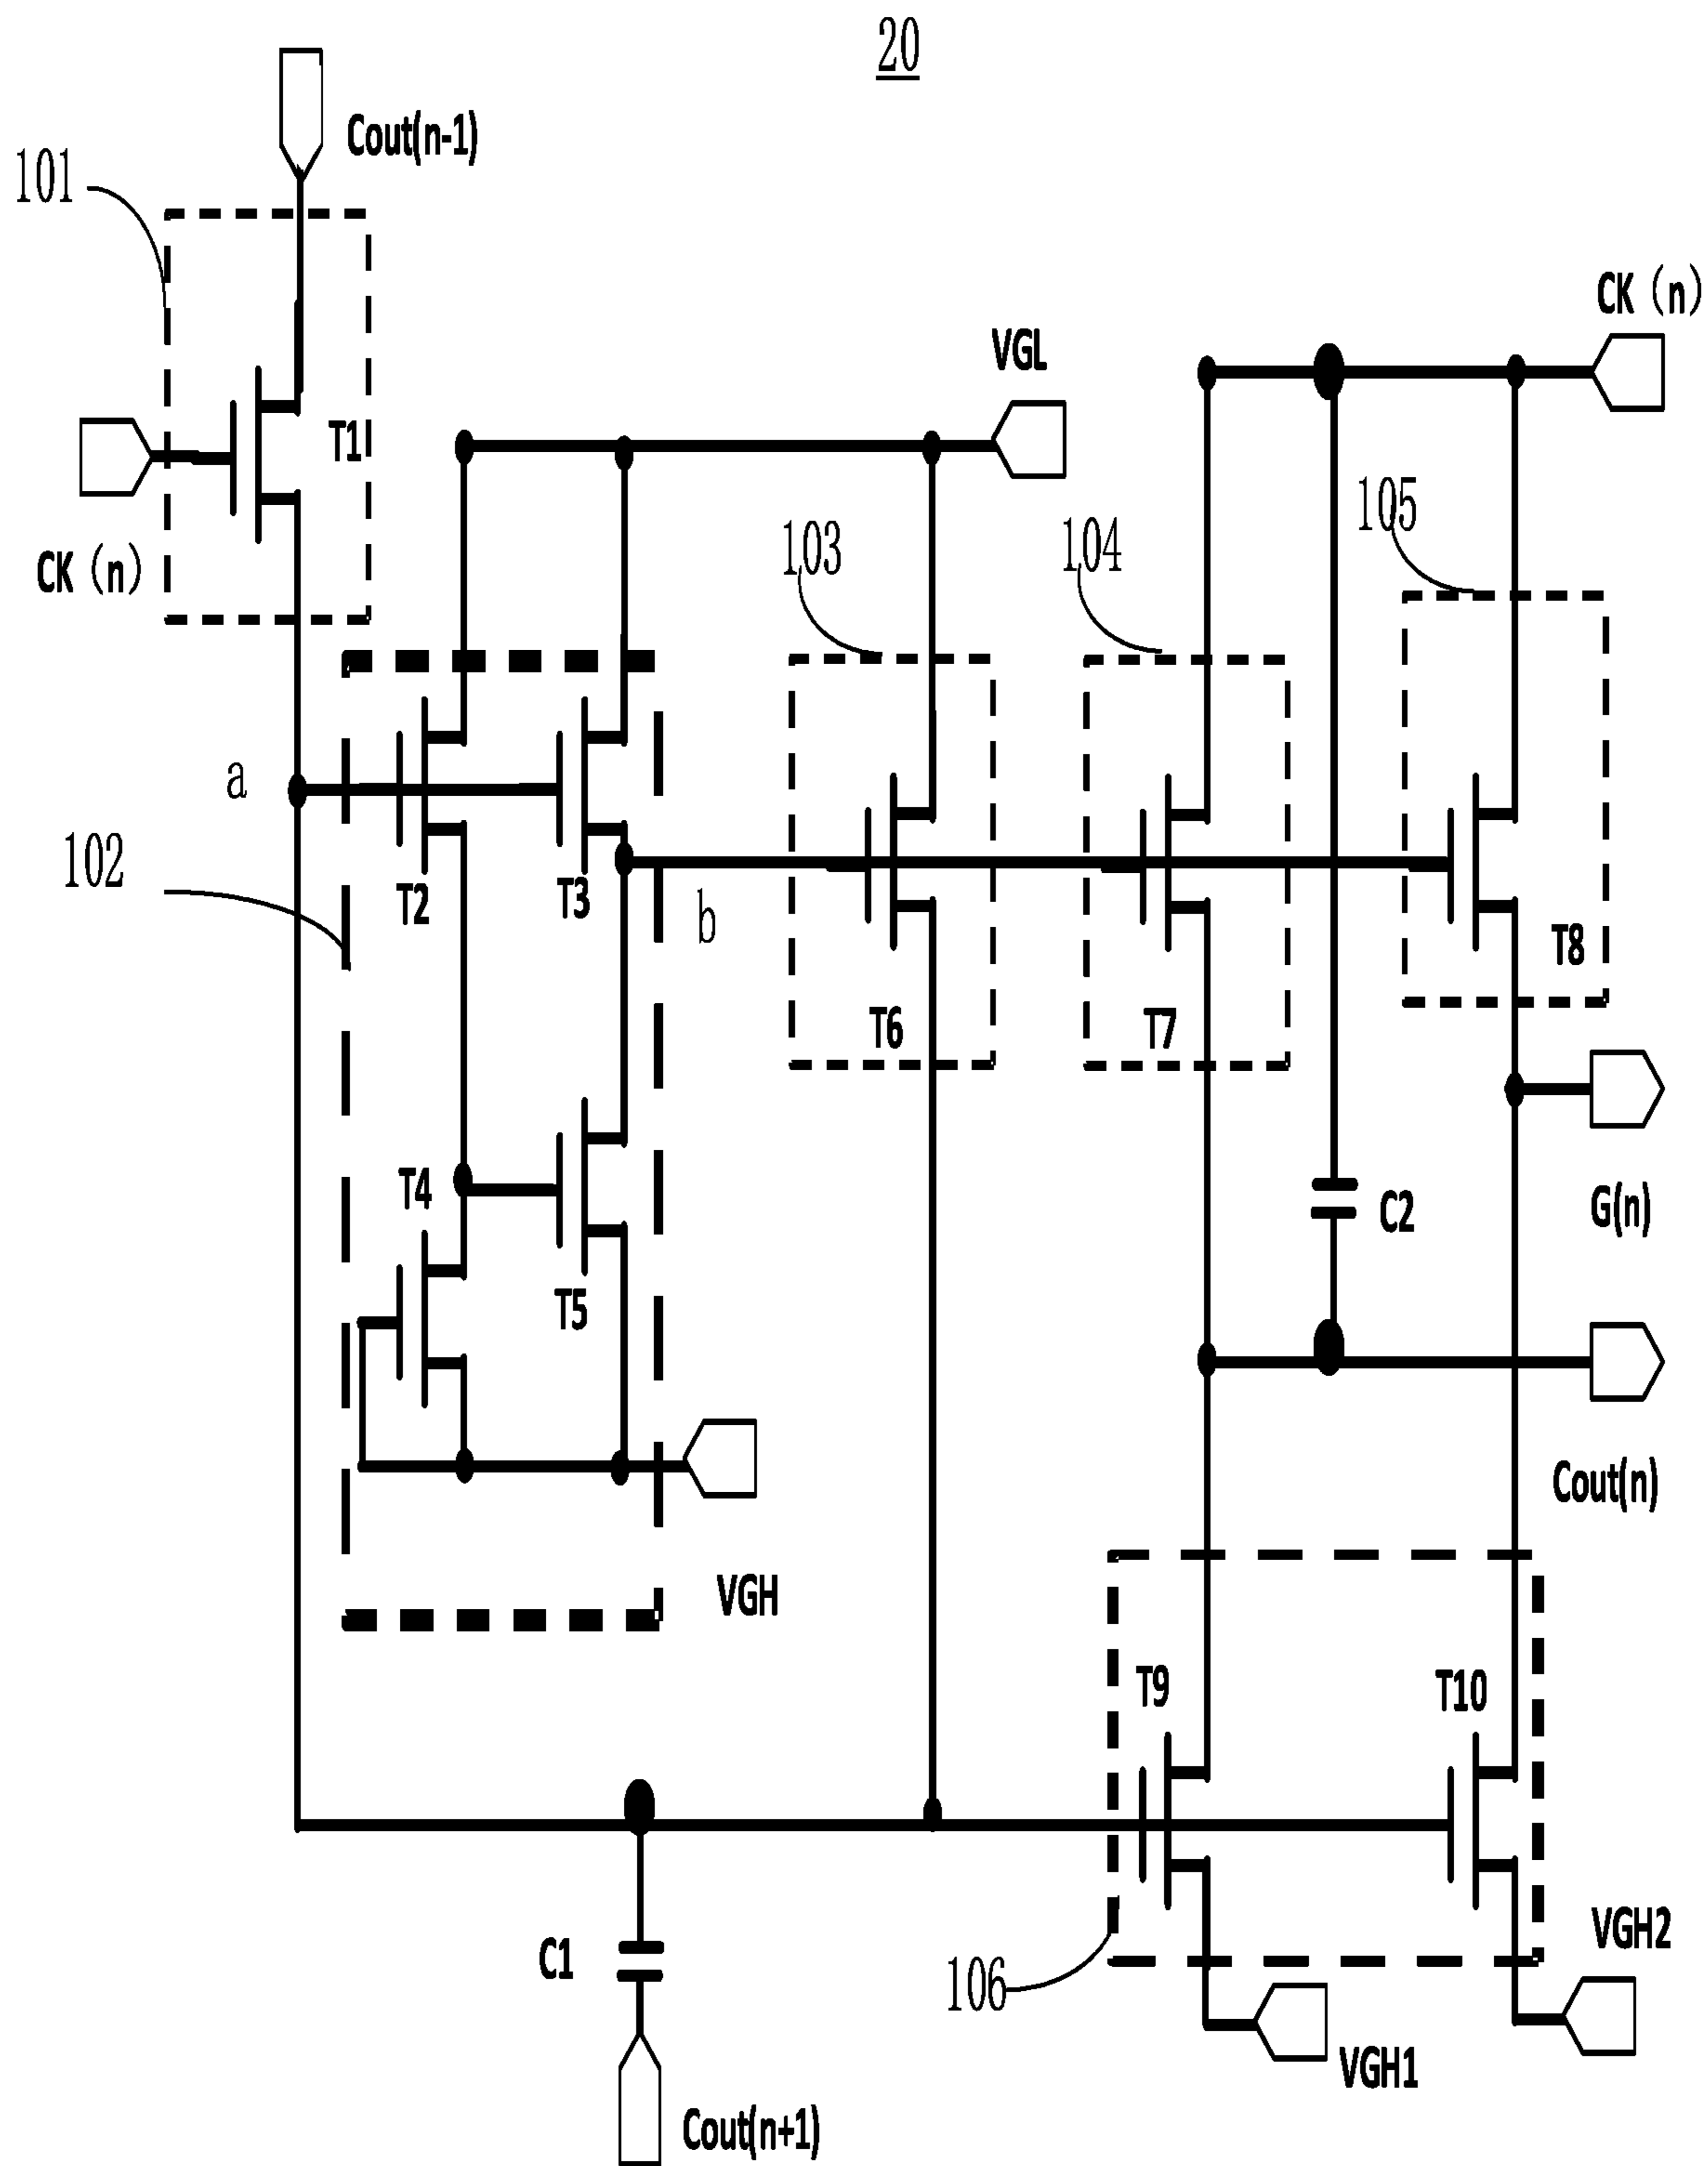 20
Cout(n-1)
101
CK (n)
VGL
T1
105
103
104
CK (n)
a
102
T2
T3
b
T8
T6
T7
T4
G(n)
C2
T5
Cout(n)
VGH
T9
T10
VGH2
C1
106
VGH1
Cout(n+1)